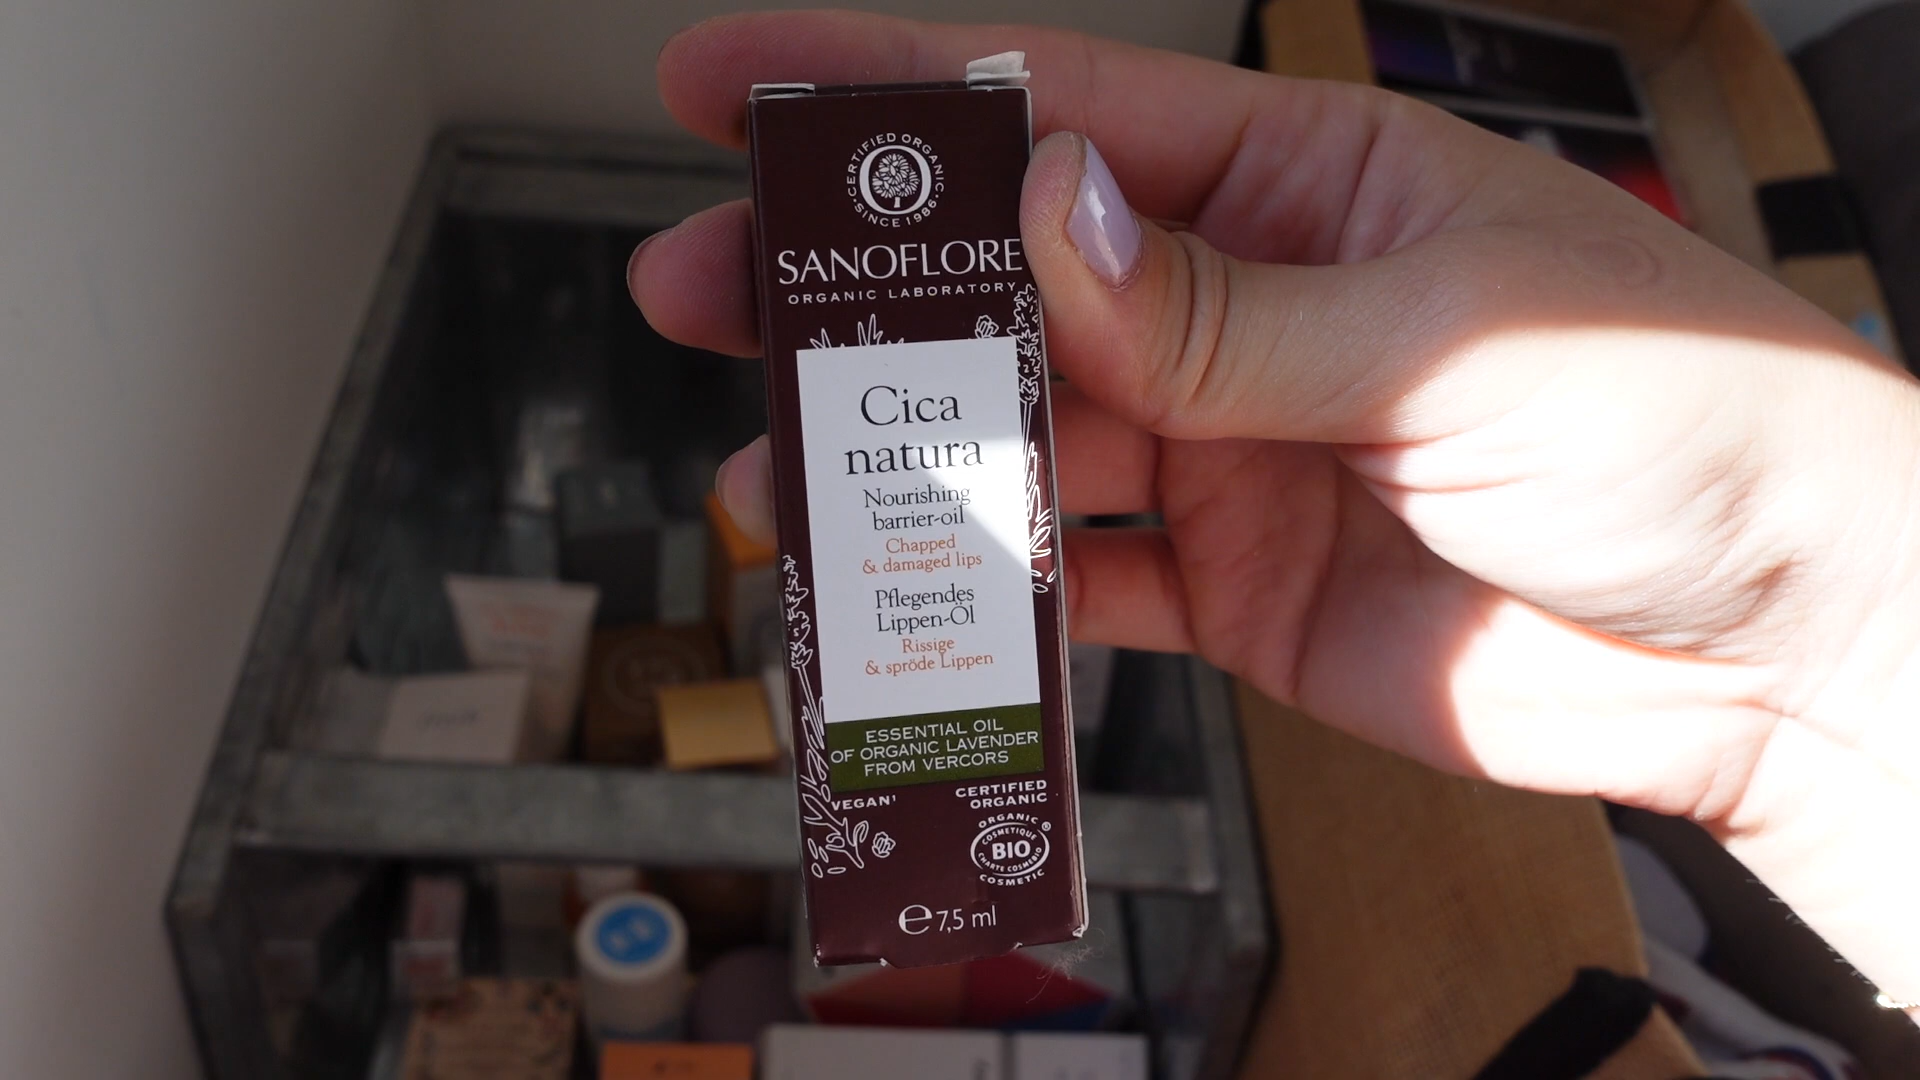 CERTIFIED ORGANIC
SINCE 1986
SANOFLORE
ORGANIC LABORATORY
Cica
natura
Nourishing
barrier-oil
Chapped
& damaged lips
Pflegendes
Lippen-Öl
Rissige
& spröde Lippen
ESSENTIAL OIL
OF ORGANIC LAVENDER
FROM VERCORS
VEGAN¹
CERTIFIED
ORGANIC
ORGANIC ®
COSMETIQUE
BIO
CHARTE COSMEBIO
COSMETIC
℮ 7,5 ml